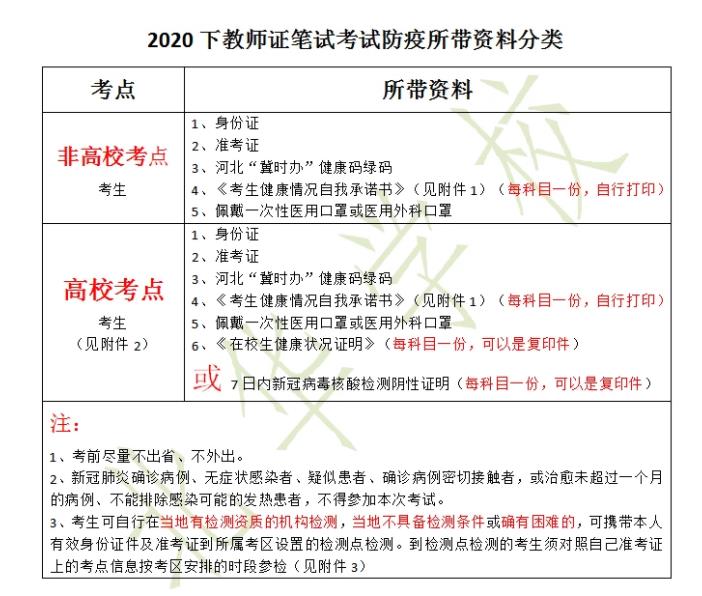 2020 下教师证笔试考试防疫所带资料分类
考点
所带资料
非高校考点
考生
1、身份证
2、准考证
3、河北“冀时办”健康码绿码
4、《考生健康情况自我承诺书》（见附件1）（每科目一份，自行打印）
5、佩戴一次性医用口罩或医用外科口罩
高校考点
考生
（见附件 2）
1、身份证
2、准考证
3、河北“冀时办”健康码绿码
4、《考生健康情况自我承诺书》（见附件1）（每科目一份，自行打印）
5、佩戴一次性医用口罩或医用外科口罩
6、《在校生健康状况证明》（每科目一份，可以是复印件）
或 7日内新冠病毒核酸检测阴性证明（每科目一份，可以是复印件）
注：
1、考前尽量不出省、不外出。
2、新冠肺炎确诊病例、无症状感染者、疑似患者、确诊病例密切接触者，或治愈未超过一个月
的病例、不能排除感染可能的发热患者，不得参加本次考试。
3、考生可自行在当地有检测资质的机构检测，当地不具备检测条件或确有困难的，可携带本人
有效身份证件及准考证到所属考区设置的检测点检测。到检测点检测的考生须对照自己准考证
上的考点信息按考区安排的时段参检（见附件 3）
北华学校